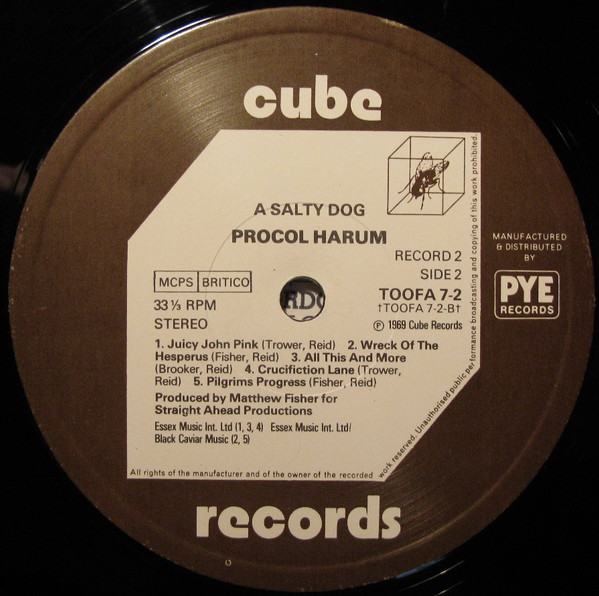 cube
A SALTY DOG
PROCOL HARUM
RECORD 2
SIDE 2
MCPS BRITICO
TOOFA 7-2
†TOOFA 7-2-B†
33 ⅓ RPM
STEREO
Ⓟ 1969 Cube Records
1. Juicy John Pink (Trower, Reid) 2. Wreck Of The
Hesperus (Fisher, Reid) 3. All This And More
(Brooker, Reid) 4. Crucifiction Lane (Trower,
Reid) 5. Pilgrims Progress (Fisher, Reid)
Produced by Matthew Fisher for
Straight Ahead Productions
Essex Music Int. Ltd (1, 3, 4) Essex Music Int. Ltd/
Black Caviar Music (2, 5)
All rights of the manufacturer and of the owner of the recorded
work reserved. Unauthorised public performance broadcasting and copying of this work prohibited.
MANUFACTURED
& DISTRIBUTED
BY
PYE
RECORDS
records